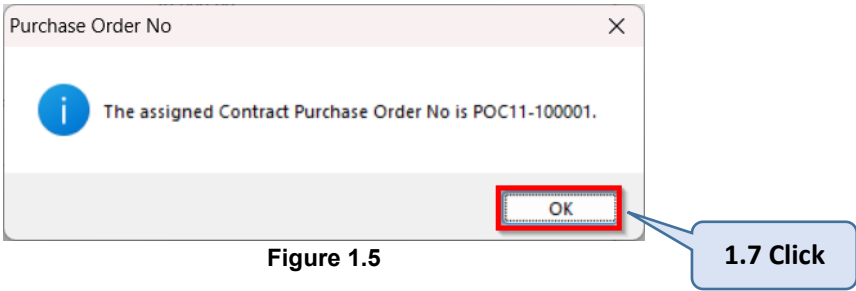 Purchase Order No
The assigned Contract Purchase Order No is POC11-100001.
OK
1.7 Click
Figure 1.5